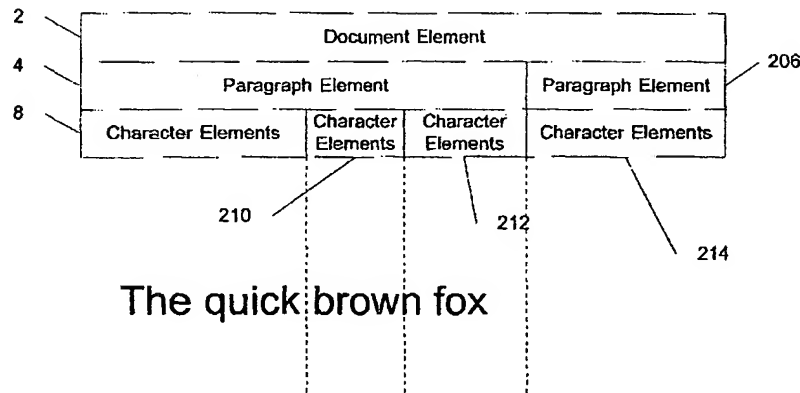 2
Document Element
4
Paragraph Element
Paragraph Element
206
8
Character Elements
Character
Elements
Character
Elements
Character Elements
210
212
214
The quick brown fox